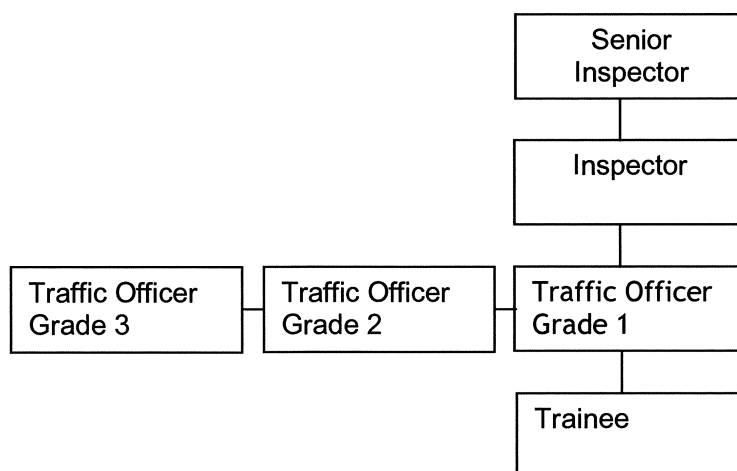 Senior
Inspector
Inspector
Traffic Officer
Grade 3
Traffic Officer
Grade 2
Traffic Officer
Grade 1
Trainee